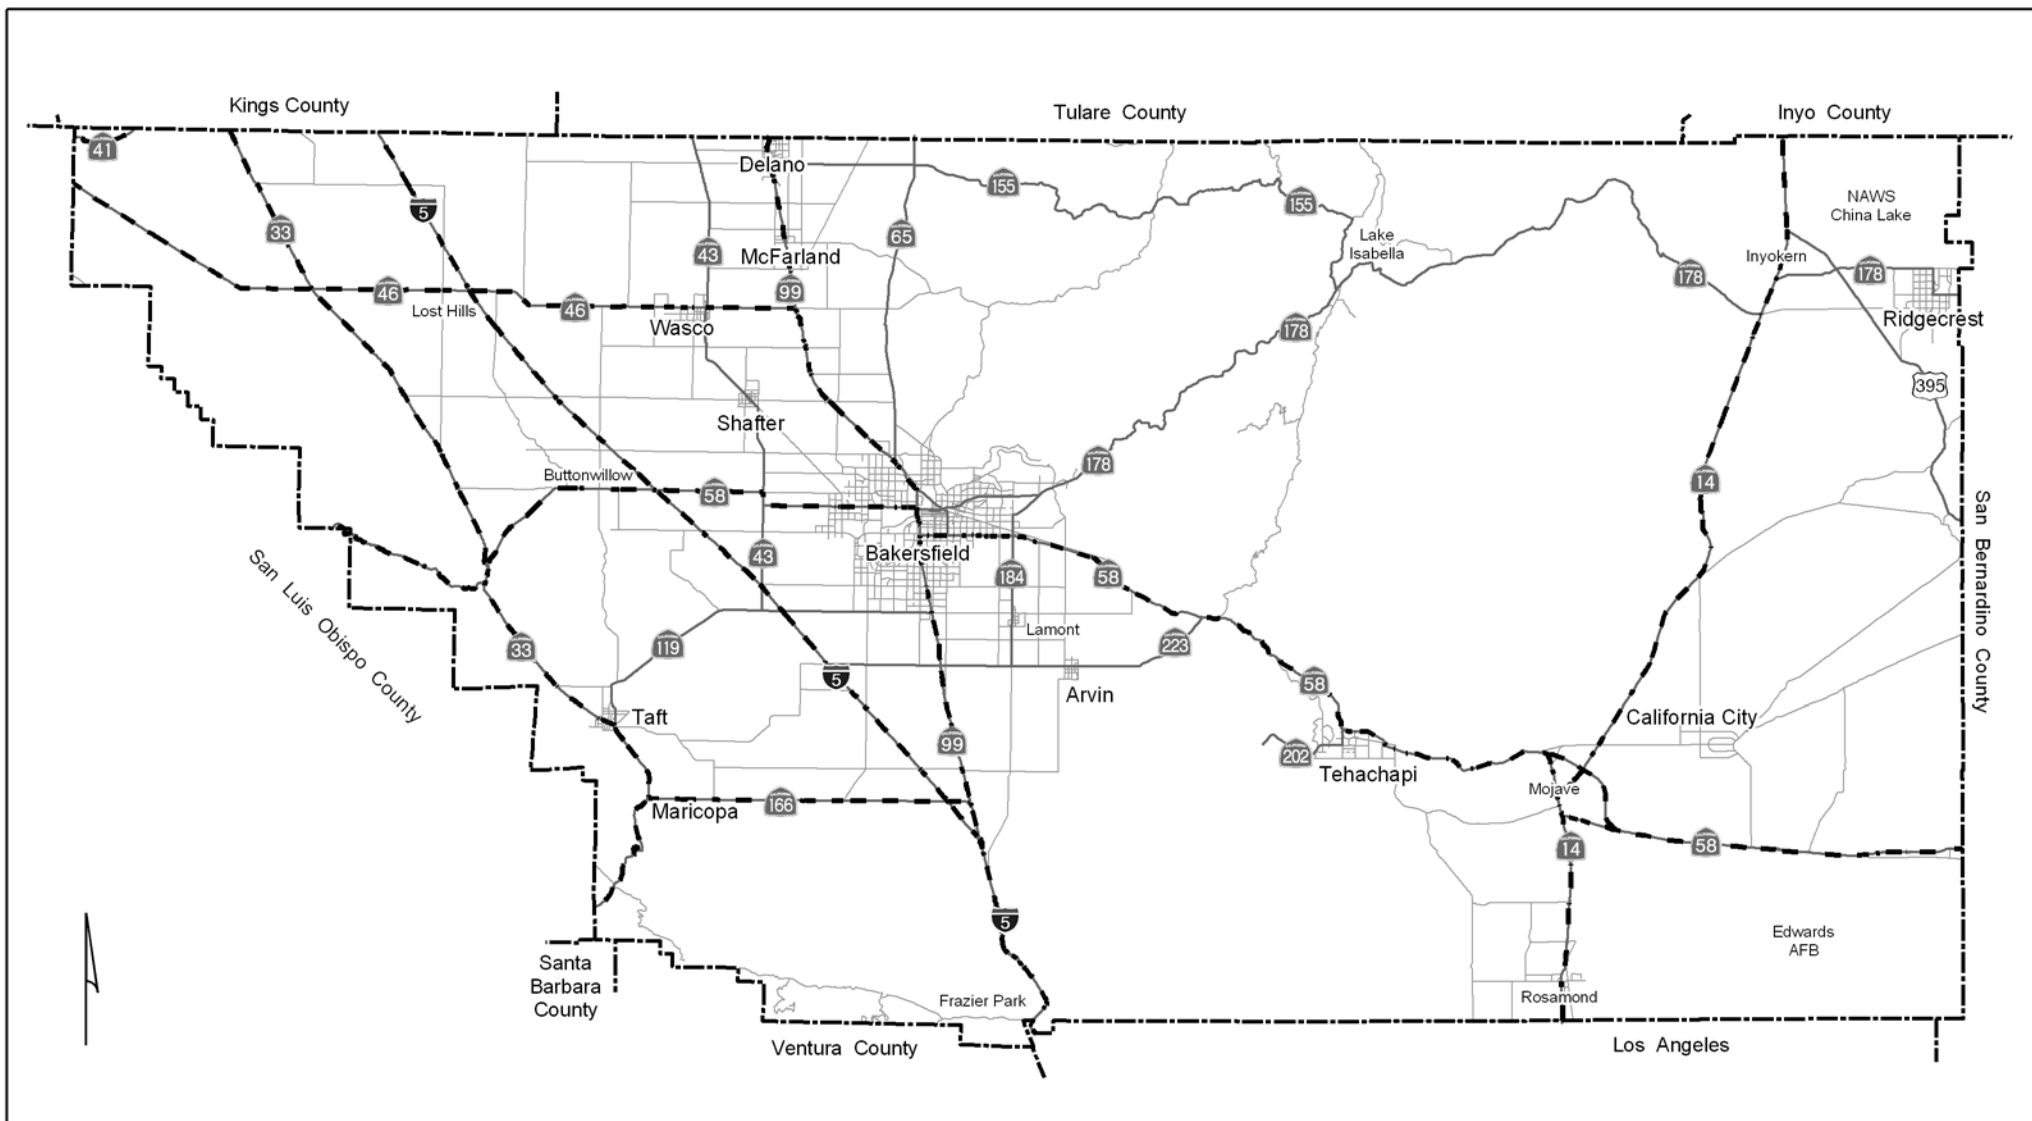 Kings County
Tulare County
Inyo County
41
Delano
155
155
5
33
43
65
NAWS
China Lake
McFarland
Lake
Isabella
Inyokern
178
178
46
99
46
Lost Hills
Wasco
178
Ridgecrest
395
Shafter
178
Buttonwillow
58
14
San Bernardino County
Bakersfield
43
184
58
San Luis Obispo County
Lamont
33
119
223
5
58
Arvin
Taft
California City
99
202
Tehachapi
Mojave
166
Maricopa
14
58
5
Edwards
AFB
Santa
Barbara
County
Frazier Park
Rosamond
Ventura County
Los Angeles